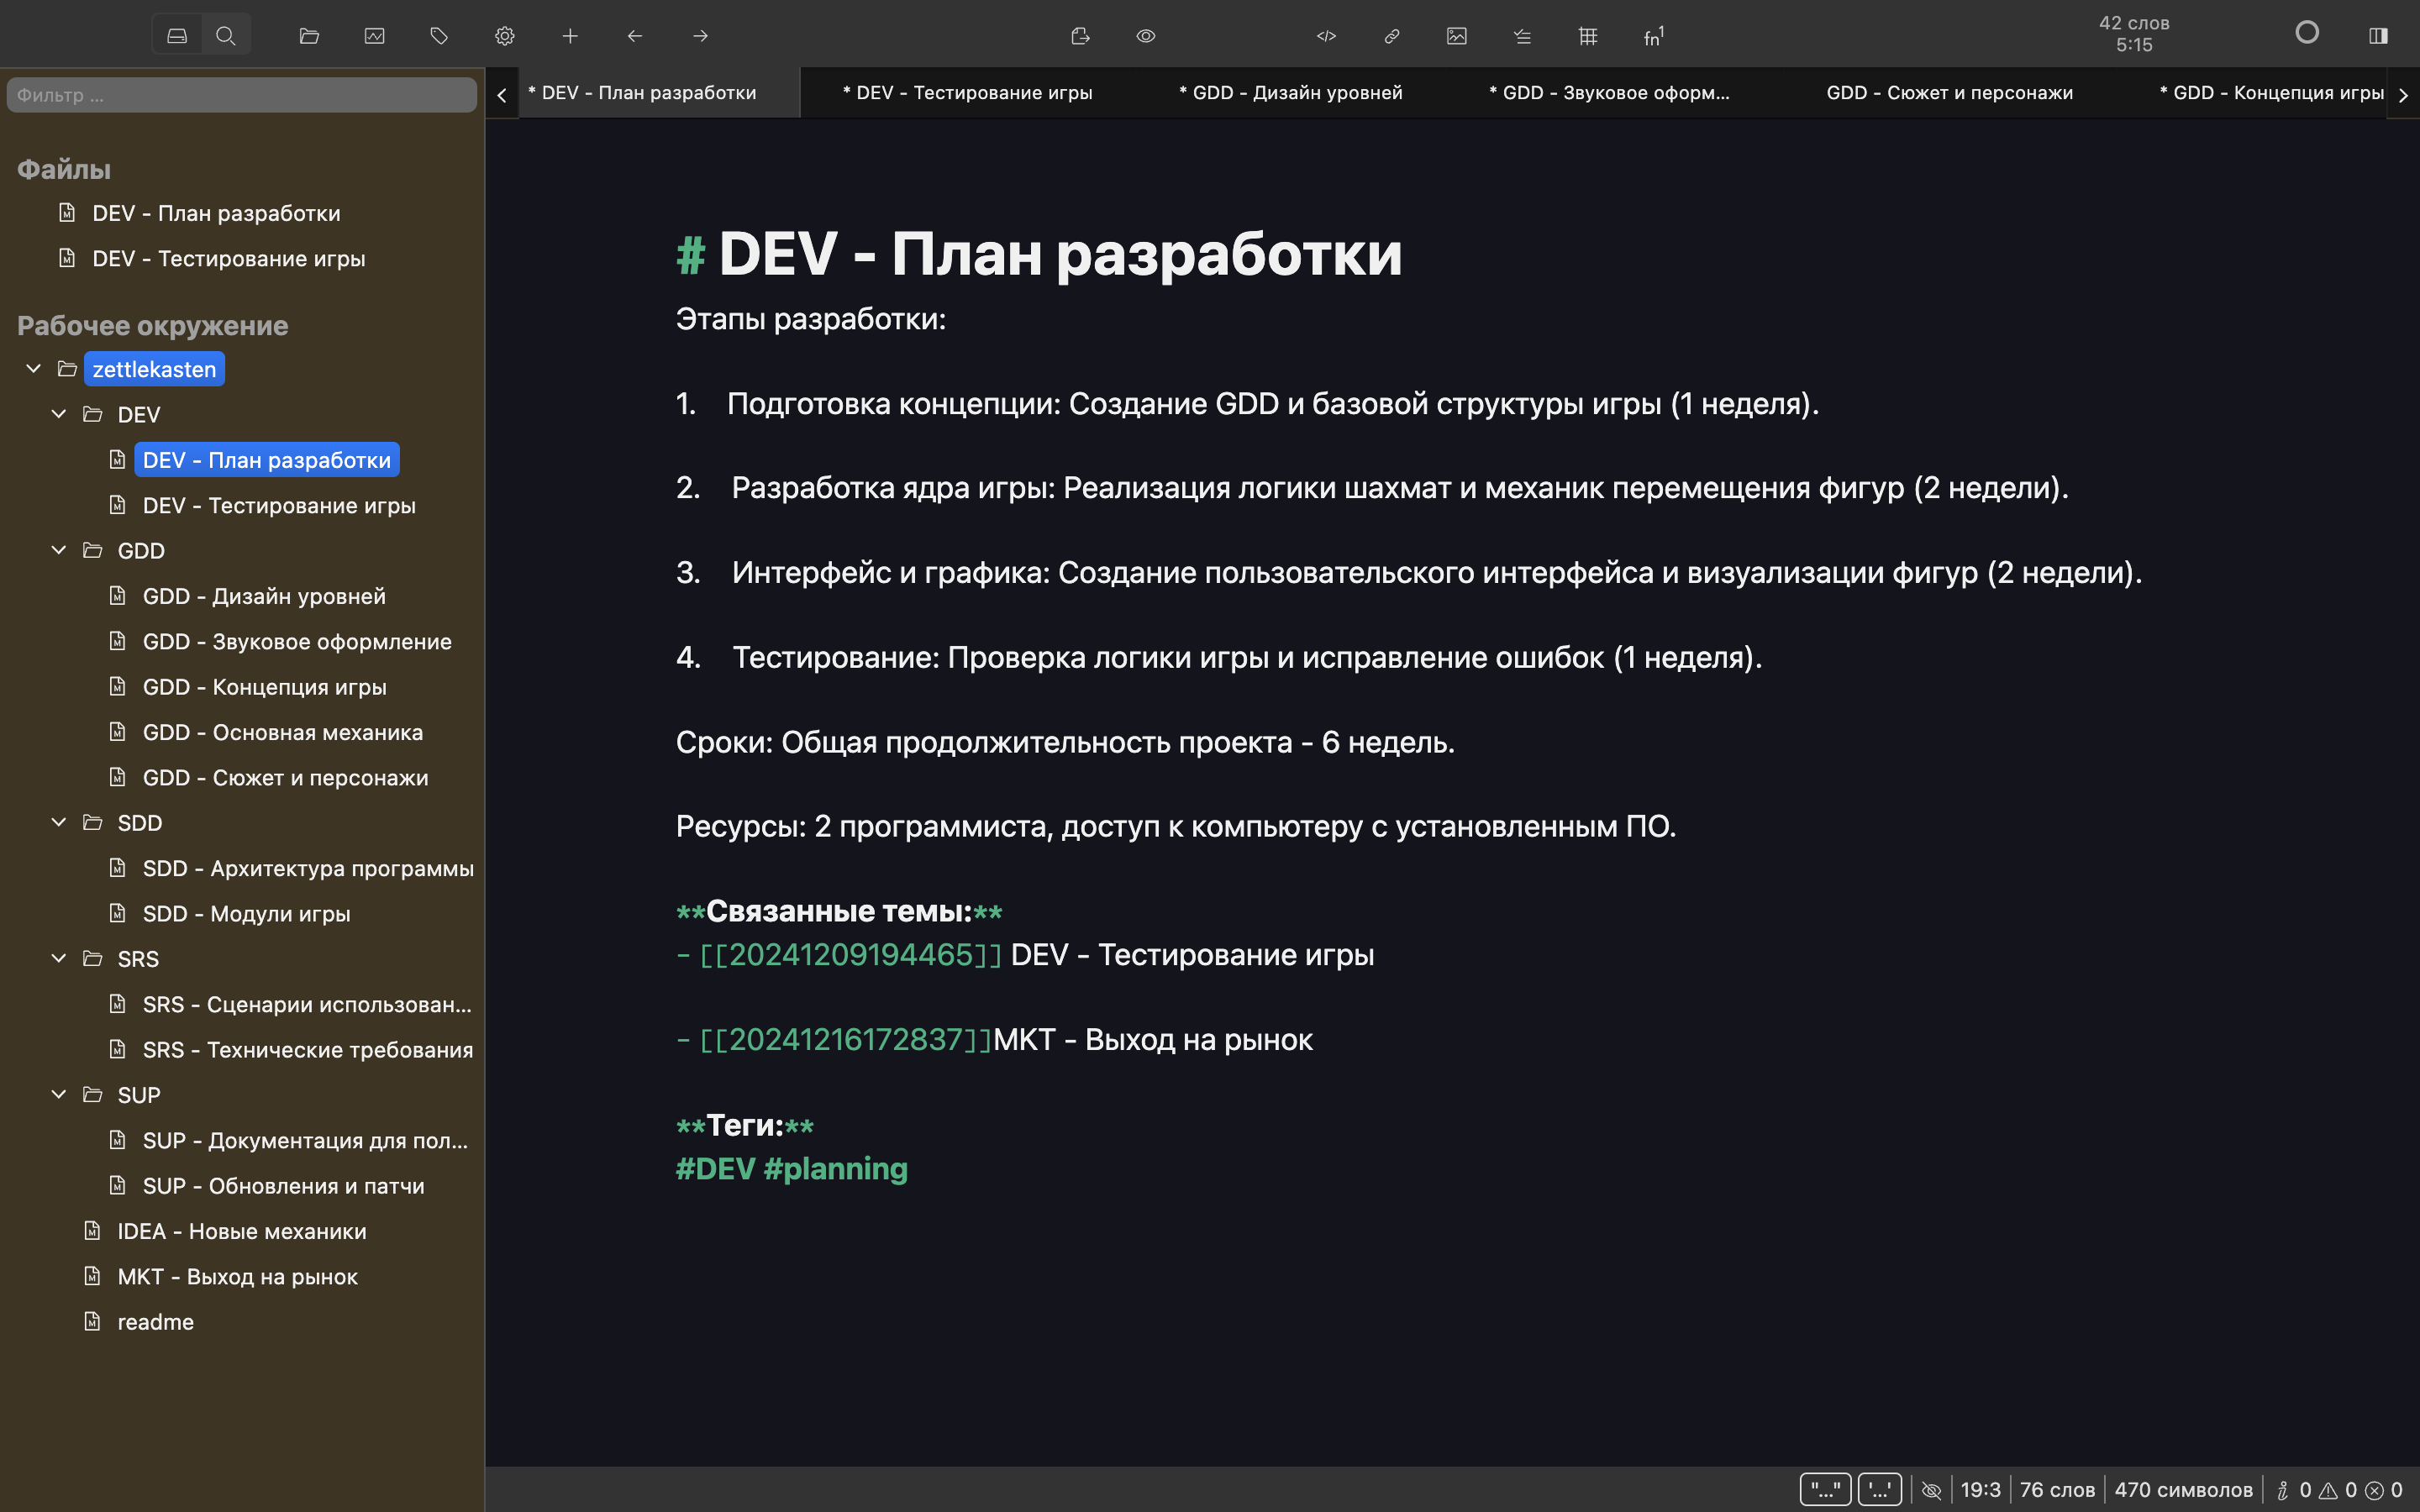 42 слов
5:15
fn1
Фильтр ...
* DEV - План разработки
* DEV - Тестирование игры
* GDD - Дизайн уровней
* GDD - Звуковое оформ...
GDD - Сюжет и персонажи
* GDD - Концепция игры
Файлы
DEV - План разработки
DEV - Тестирование игры
Рабочее окружение
zettlekasten
DEV
DEV - План разработки
DEV - Тестирование игры
GDD
GDD - Дизайн уровней
GDD - Звуковое оформление
GDD - Концепция игры
GDD - Основная механика
GDD - Сюжет и персонажи
SDD
SDD - Архитектура программы
SDD - Модули игры
SRS
SRS - Сценарии использован...
SRS - Технические требования
SUP
SUP - Документация для пол...
SUP - Обновления и патчи
IDEA - Новые механики
MKT - Выход на рынок
readme
# DEV - План разработки
Этапы разработки:
1. Подготовка концепции: Создание GDD и базовой структуры игры (1 неделя).
2. Разработка ядра игры: Реализация логики шахмат и механик перемещения фигур (2 недели).
3. Интерфейс и графика: Создание пользовательского интерфейса и визуализации фигур (2 недели).
4. Тестирование: Проверка логики игры и исправление ошибок (1 неделя).
Сроки: Общая продолжительность проекта - 6 недель.
Ресурсы: 2 программиста, доступ к компьютеру с установленным ПО.
**Связанные темы:**
- [[20241209194465]] DEV - Тестирование игры
- [[20241216172837]]MKT - Выход на рынок
**Теги:**
#DEV #planning
"..." '...' 19:3 76 слов 470 символов 0 0 0